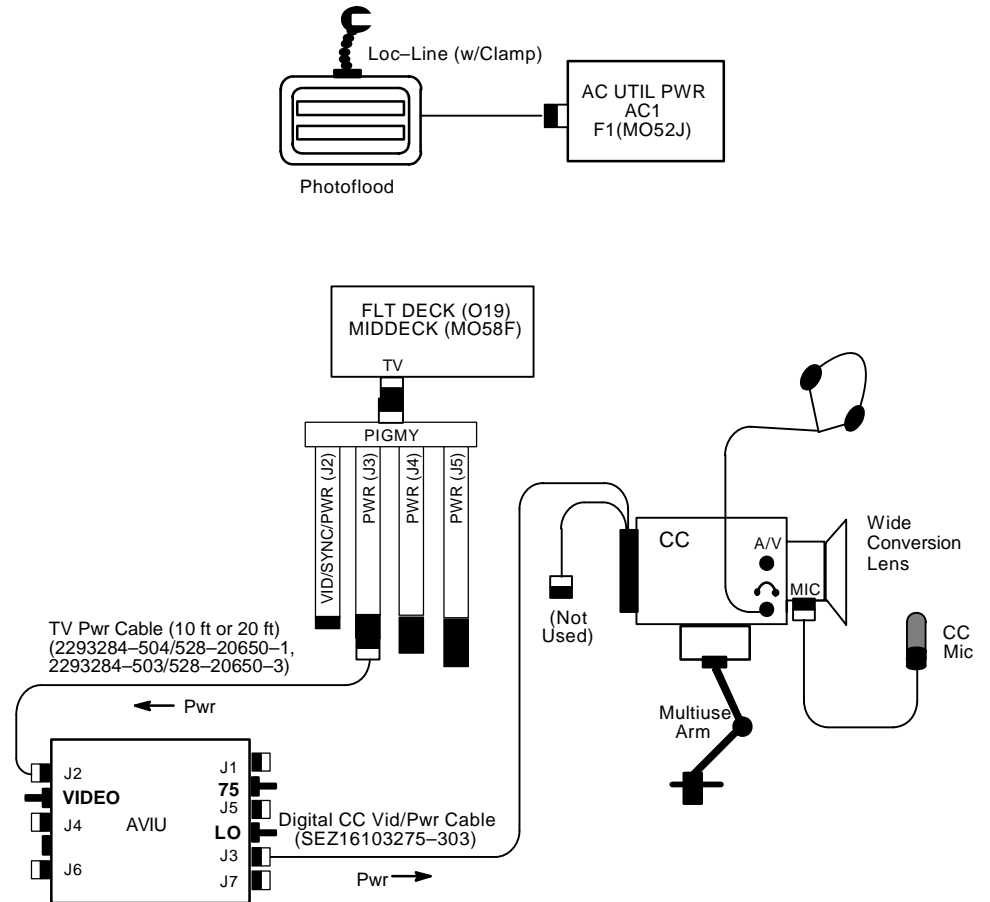 Loc–Line (w/Clamp)
AC UTIL PWR
AC1
F1(MO52J)
Photoflood
FLT DECK (O19)
MIDDECK (MO58F)
TV
PIGMY
VID/SYNC/PWR (J2)
PWR (J3)
PWR (J4)
PWR (J5)
CC
A/V
MIC
Wide
Conversion
Lens
(Not
Used)
CC
Mic
TV Pwr Cable (10 ft or 20 ft)
(2293284–504/528–20650–1,
2293284–503/528–20650–3)
Pwr
Multiuse
Arm
J2
VIDEO
J4
J6
AVIU
J1
75
J5
LO
J3
J7
Digital CC Vid/Pwr Cable
(SEZ16103275–303)
Pwr